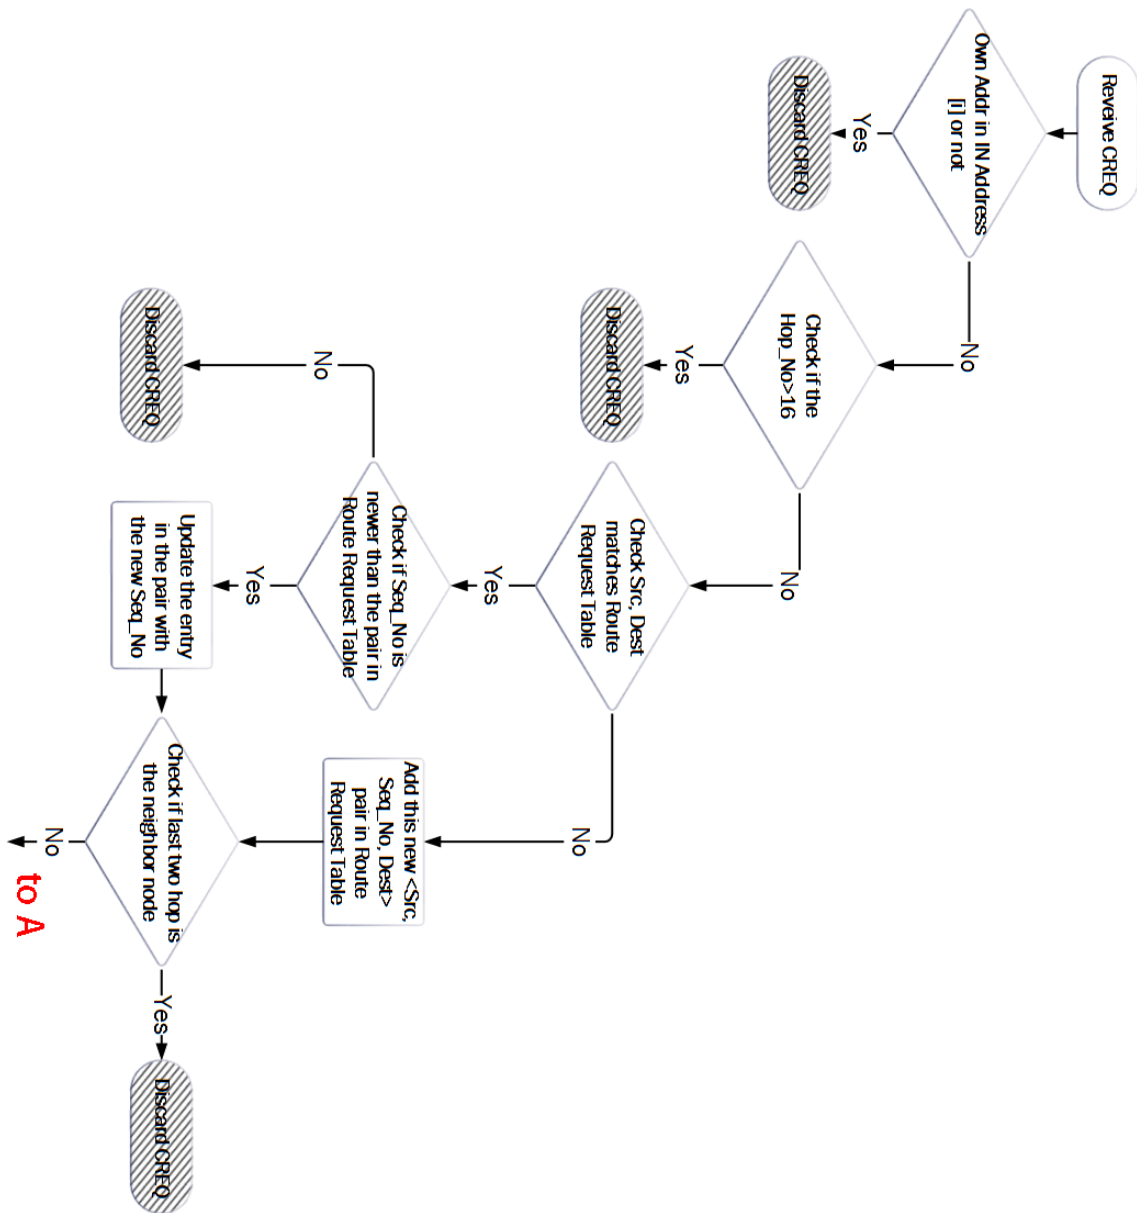 Reveive CREQ
Own Addr in IN Address
[i] or not
Yes
Discard CREQ
No
Check if the
Hop_No>16
Yes
Discard CREQ
No
Check Src, Dest
matches Route
Request Table
Yes
Check if Seq_No is
newer than the pair in
Route Request Table
No
Discard CREQ
Yes
Update the entry
in the pair with
the new Seq_No
No
Add this new <Src,
Seq_No, Dest>
pair in Route
Request Table
Check if last two hop is
the neighbor node
Yes
Discard CREQ
No
to A